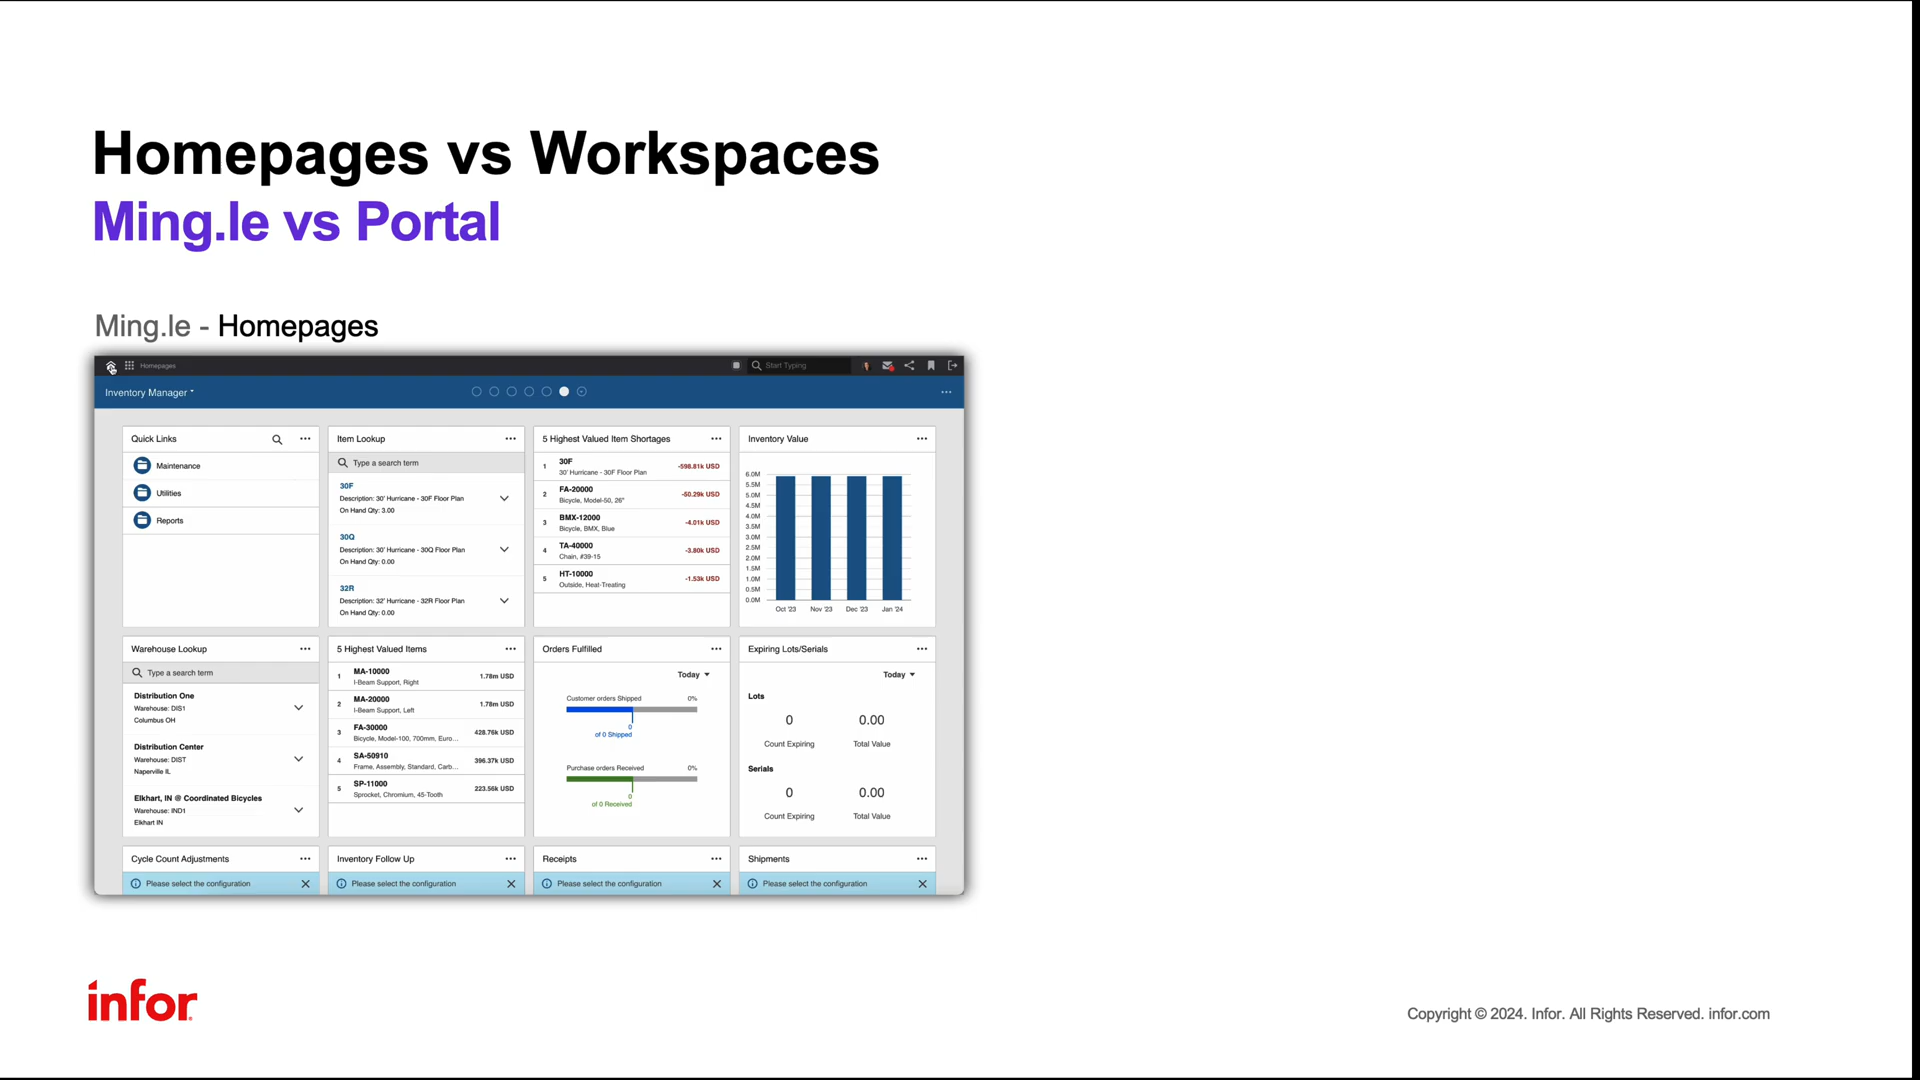 Homepages vs Workspaces
Ming.le vs Portal
Ming.le - Homepages
Homepages
Start Typing
Inventory Manager
Quick Links
Maintenance
Utilities
Reports
Item Lookup
Type a search term
30F
Description: 30' Hurricane - 30F Floor Plan
On Hand Qty: 3.00
30Q
Description: 30' Hurricane - 30Q Floor Plan
On Hand Qty: 0.00
32R
Description: 32' Hurricane - 32R Floor Plan
On Hand Qty: 0.00
5 Highest Valued Item Shortages
1 30F -598.81k USD
30' Hurricane - 30F Floor Plan
2 FA-20000 -50.29k USD
Bicycle, Model-50, 26"
3 BMX-12000 -4.01k USD
Bicycle, BMX, Blue
4 TA-40000 -3.80k USD
Chain, #39-15
5 HT-10000 -1.53k USD
Outside, Heat-Treating
Inventory Value
6.0M
5.5M
5.0M
4.5M
4.0M
3.5M
3.0M
2.5M
2.0M
1.5M
1.0M
0.5M
0.0M
Oct '23 Nov '23 Dec '23 Jan '24
Warehouse Lookup
Type a search term
Distribution One
Warehouse: DIS1
Columbus OH
Distribution Center
Warehouse: DIST
Naperville IL
Elkhart, IN @ Coordinated Bicycles
Warehouse: IND1
Elkhart IN
5 Highest Valued Items
1 MA-10000 1.78m USD
I-Beam Support, Right
2 MA-20000 1.78m USD
I-Beam Support, Left
3 FA-30000 428.76k USD
Bicycle, Model-100, 700mm, Euro...
4 SA-50910 396.37k USD
Frame, Assembly, Standard, Carb...
5 SP-11000 223.56k USD
Sprocket, Chromium, 45-Tooth
Orders Fulfilled
Today
Customer orders Shipped 0%
0
of 0 Shipped
Purchase orders Received 0%
0
of 0 Received
Expiring Lots/Serials
Today
Lots
0 0.00
Count Expiring Total Value
Serials
0 0.00
Count Expiring Total Value
Cycle Count Adjustments
Please select the configuration
Inventory Follow Up
Please select the configuration
Receipts
Please select the configuration
Shipments
Please select the configuration
infor
Copyright © 2024. Infor. All Rights Reserved. infor.com